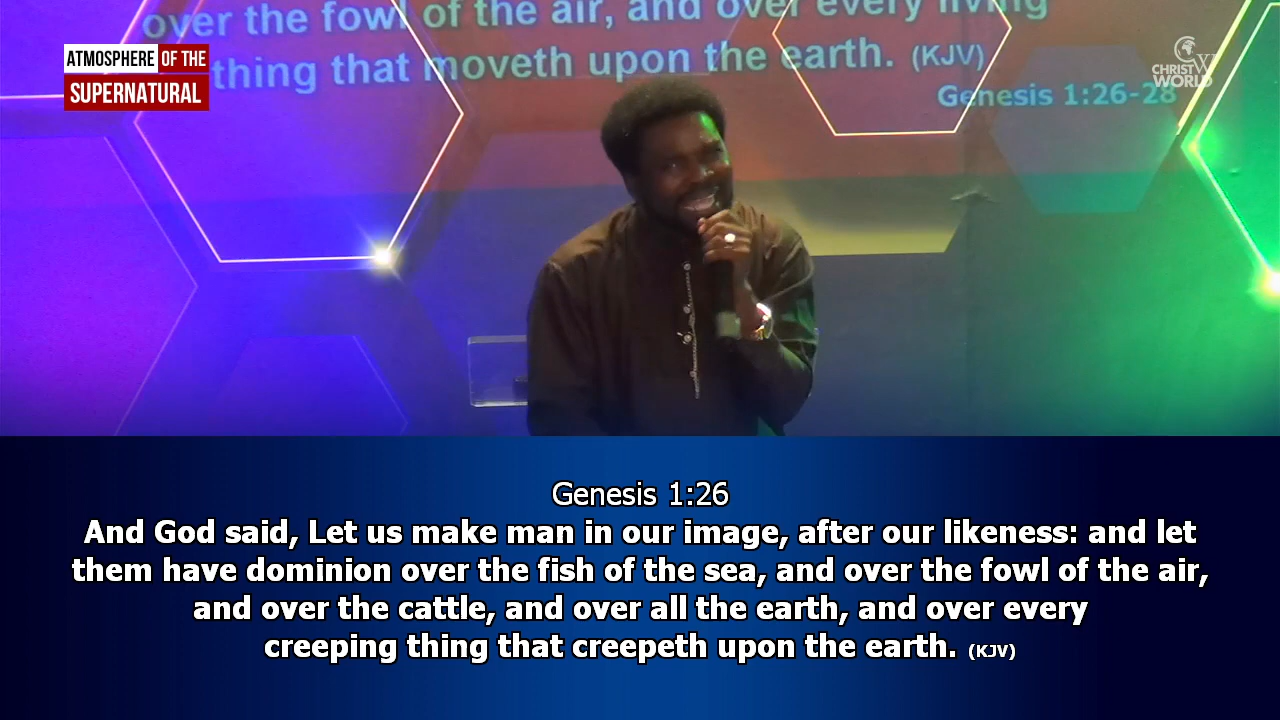 over the fowl of the air, and over every living
thing that moveth upon the earth. (KJV)
Genesis 1:26-28
ATMOSPHERE OF THE
SUPERNATURAL
CHRIST
WORLD
Genesis 1:26
And God said, Let us make man in our image, after our likeness: and let
them have dominion over the fish of the sea, and over the fowl of the air,
and over the cattle, and over all the earth, and over every
creeping thing that creepeth upon the earth. (KJV)